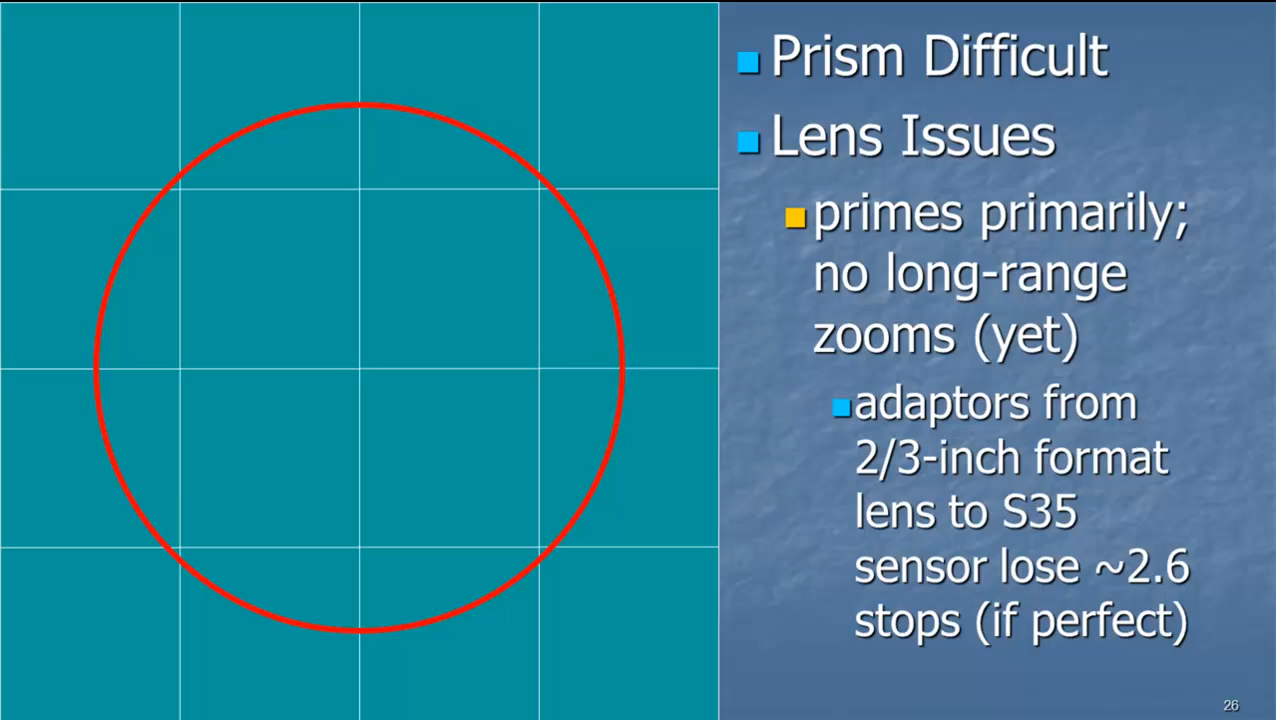 Prism Difficult
Lens Issues
primes primarily;
no long-range
zooms (yet)
adaptors from
2/3-inch format
lens to S35
sensor lose ~2.6
stops (if perfect)
26